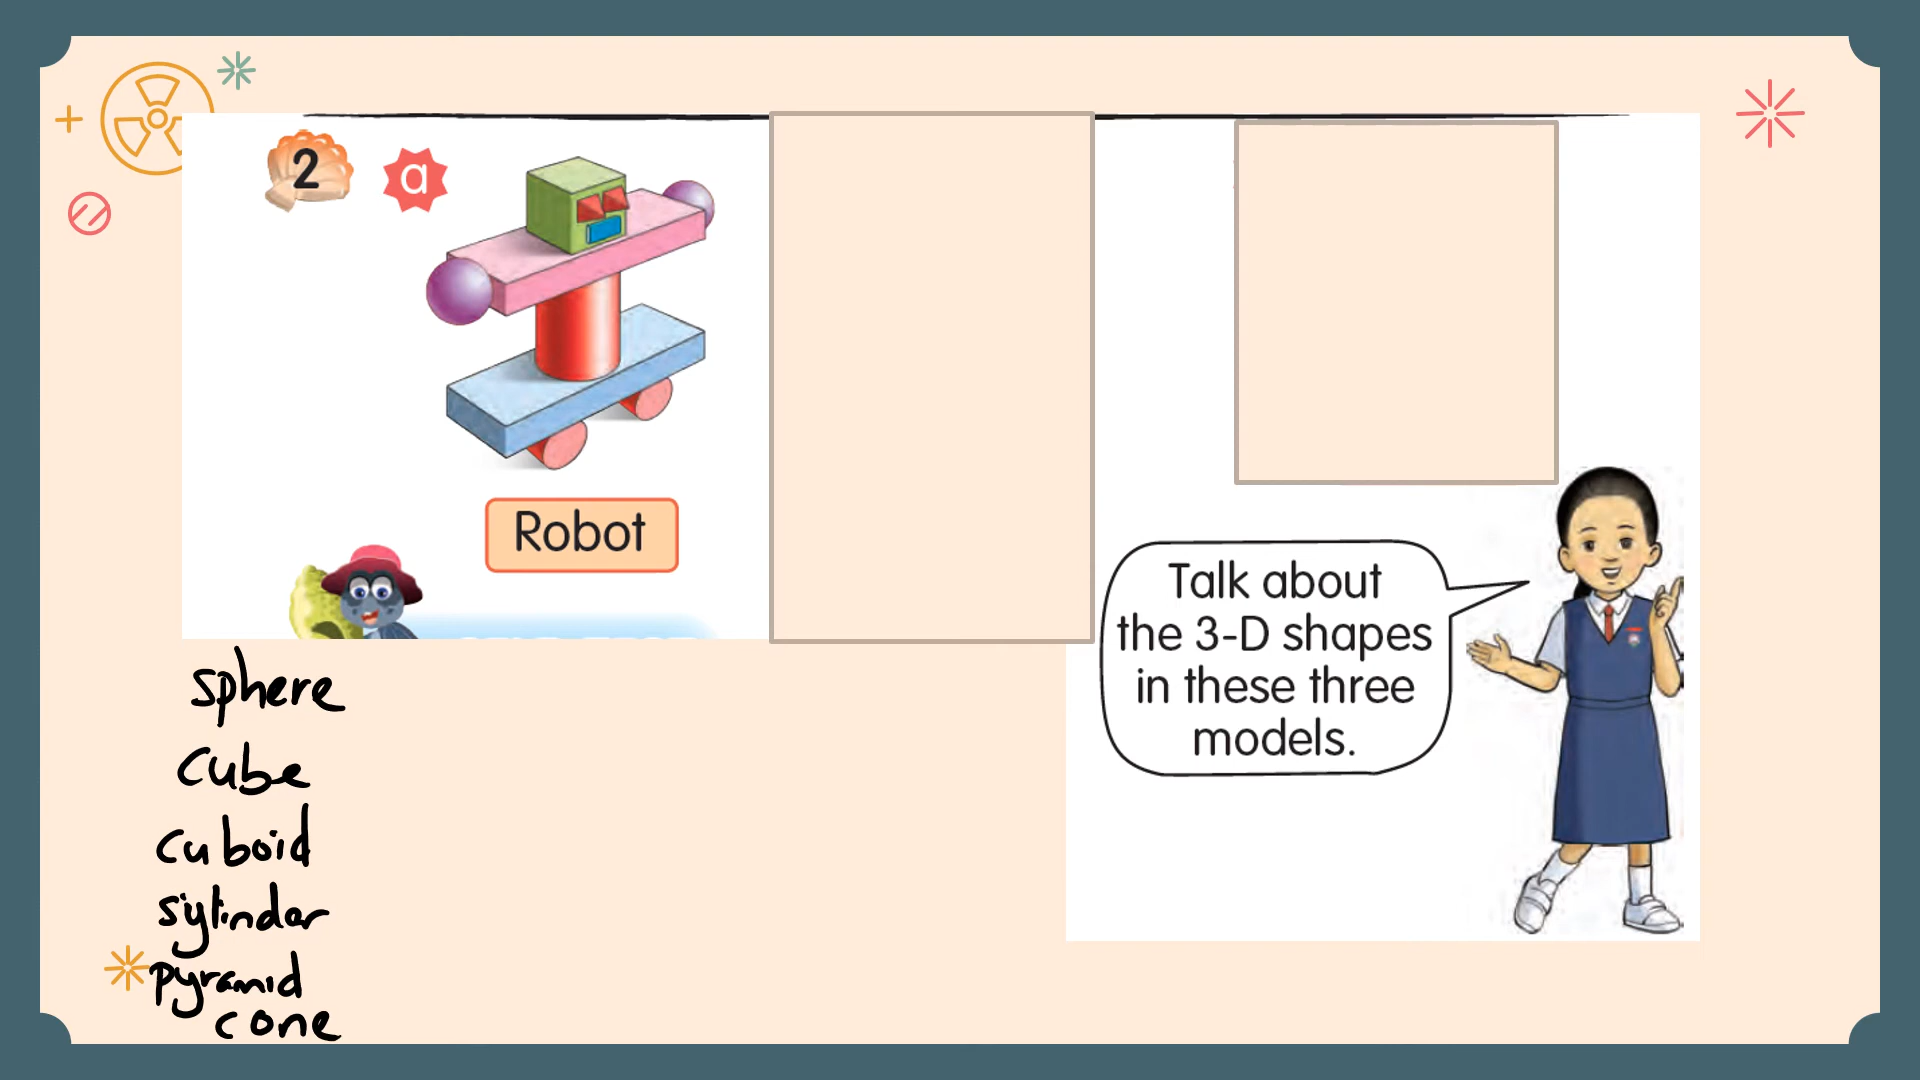 2 a
Robot
Talk about
the 3-D shapes
in these three
models.
sphere
cube
cuboid
sylinder
pyramid
cone